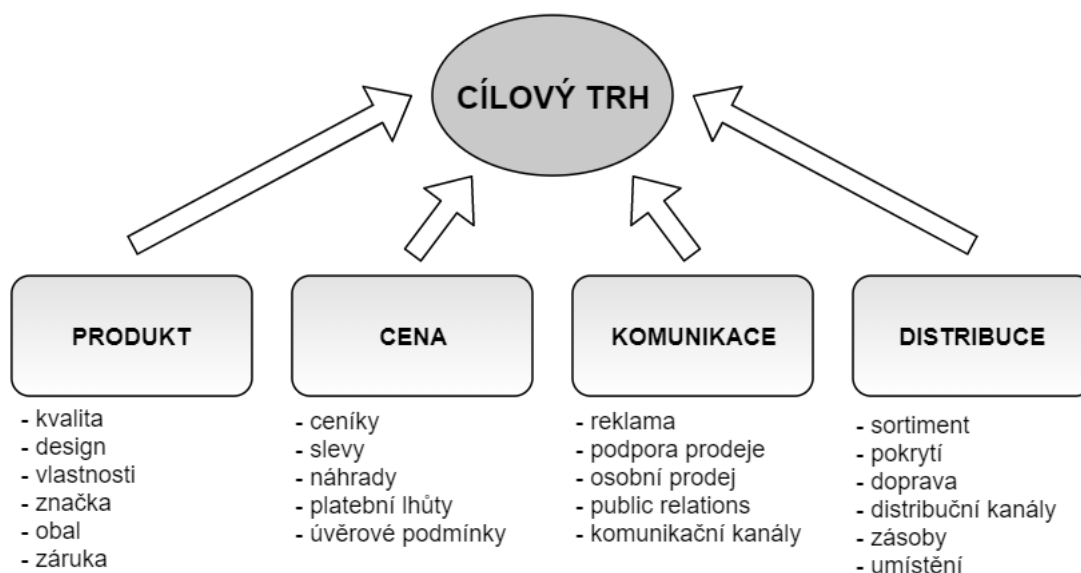 CÍLOVÝ TRH
PRODUKT
- kvalita
- design
- vlastnosti
- značka
- obal
- záruka
CENA
- ceníky
- slevy
- náhrady
- platební lhůty
- úvěrové podmínky
KOMUNIKACE
- reklama
- podpora prodeje
- osobní prodej
- public relations
- komunikační kanály
DISTRIBUCE
- sortiment
- pokrytí
- doprava
- distribuční kanály
- zásoby
- umístění